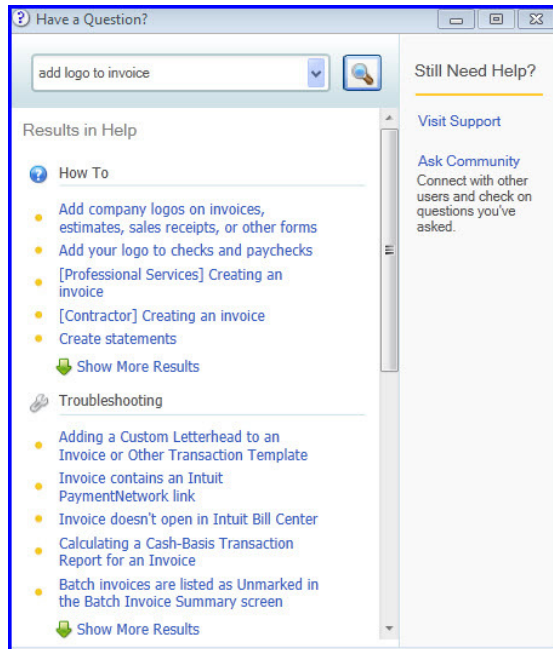 Have a Question?
add logo to invoice
Results in Help
How To
Add company logos on invoices,
estimates, sales receipts, or other forms
Add your logo to checks and paychecks
[Professional Services] Creating an
invoice
[Contractor] Creating an invoice
Create statements
Show More Results
Troubleshooting
Adding a Custom Letterhead to an
Invoice or Other Transaction Template
Invoice contains an Intuit
PaymentNetwork link
Invoice doesn't open in Intuit Bill Center
Calculating a Cash-Basis Transaction
Report for an Invoice
Batch invoices are listed as Unmarked in
the Batch Invoice Summary screen
Show More Results
Still Need Help?
Visit Support
Ask Community
Connect with other
users and check on
questions you've
asked.